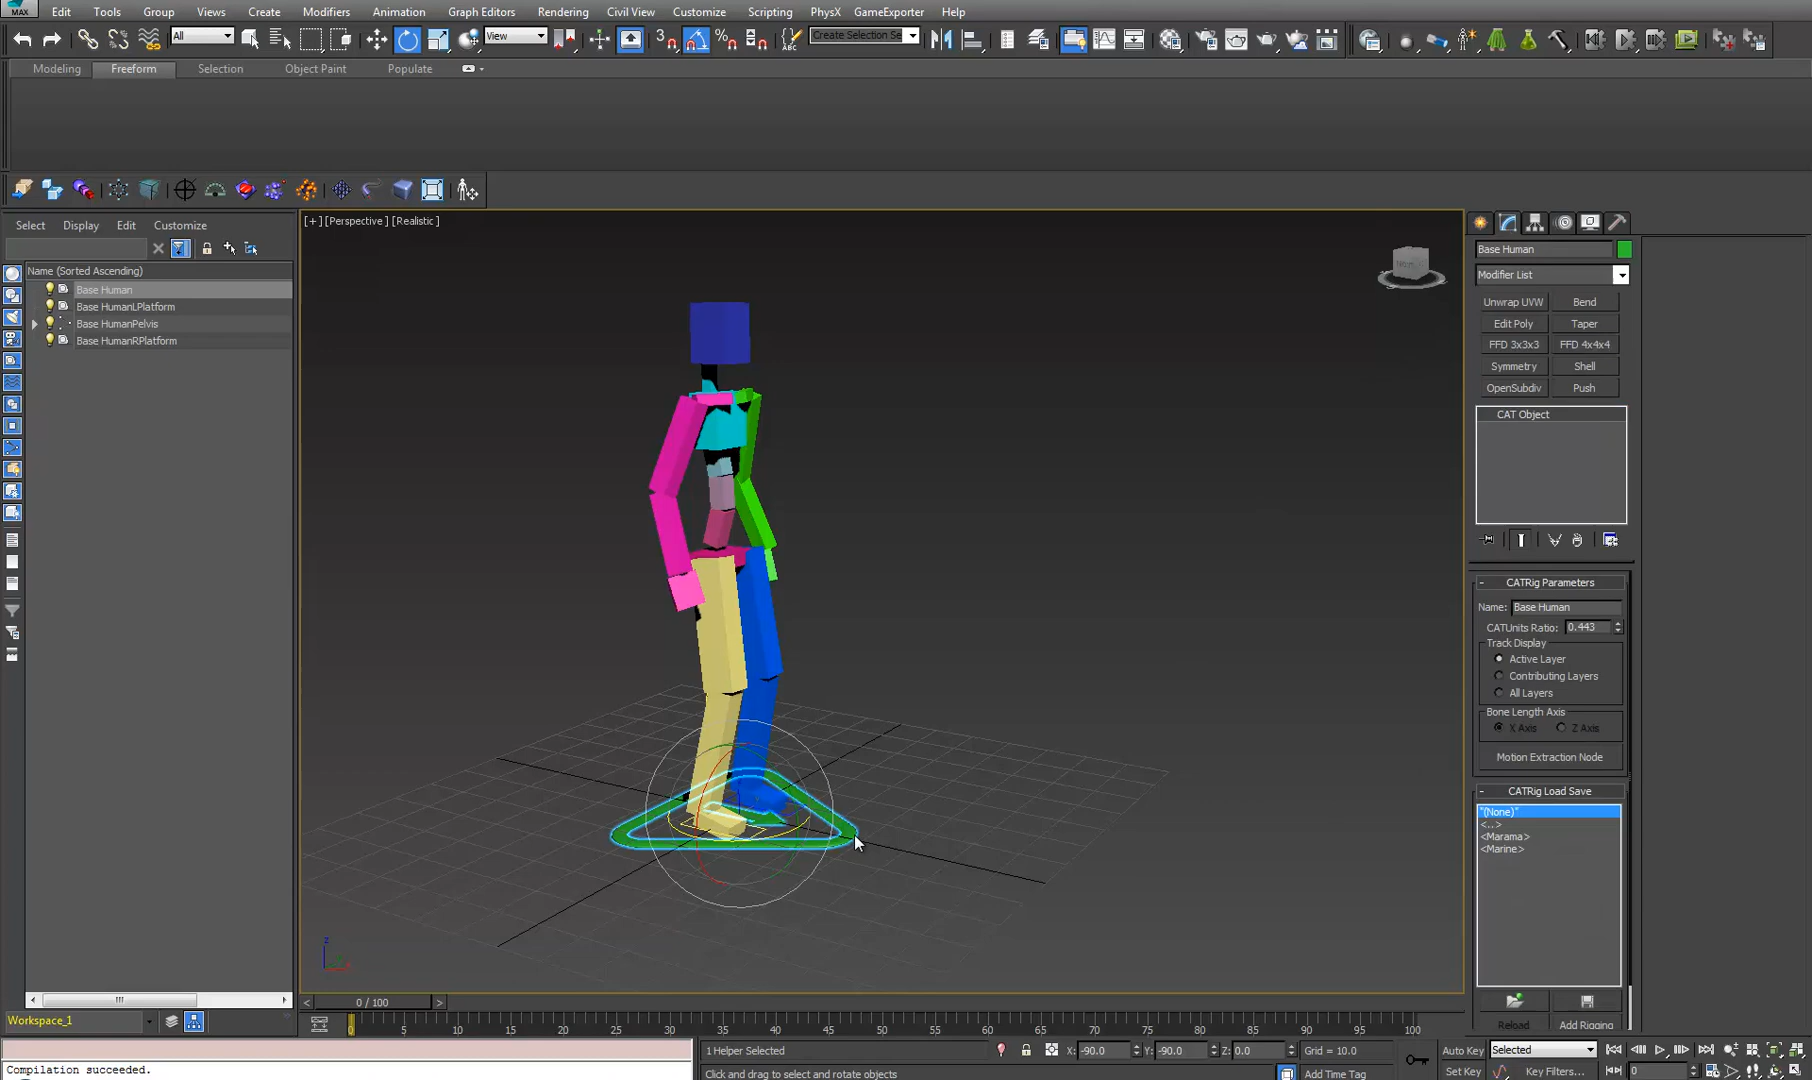 MAX
Edit Tools Group Views Create Modifiers Animation Graph Editors Rendering Civil View Customize Scripting PhysX GameExporter Help
All View Create Selection Se
Modeling Freeform Selection Object Paint Populate
Select Display Edit Customize
Name (Sorted Ascending)
Base Human
Base HumanLPlatform
Base HumanPelvis
Base HumanRPlatform
[+] [Perspective] [Realistic]
Base Human
Modifier List
Unwrap UVW Bend
Edit Poly Taper
FFD 3x3x3 FFD 4x4x4
Symmetry Shell
OpenSubdiv Push
CAT Object
CATRig Parameters
Name: Base Human
CATUnits Ratio: 0.443
Track Display
Active Layer
Contributing Layers
All Layers
Bone Length Axis
X Axis Z Axis
Motion Extraction Node
CATRig Load Save
"(None)"
<..>
<Marama>
<Marine>
Reload Add Rigging
z
0 / 100
Workspace_1
0 5 10 15 20 25 30 35 40 45 50 55 60 65 70 75 80 85 90 95 100
1 Helper Selected X: -90.0 Y: -90.0 Z: 0.0 Grid = 10.0 Auto Key Selected
Compilation succeeded. Click and drag to select and rotate objects Add Time Tag Set Key Key Filters... 0